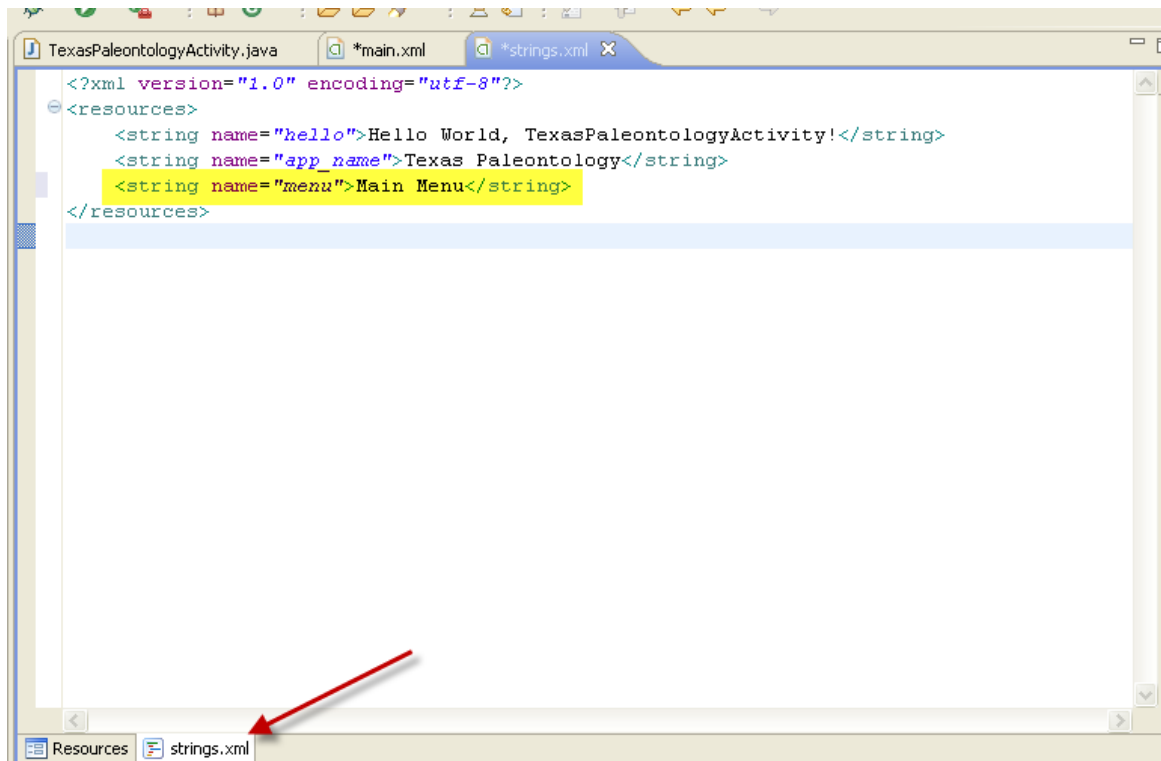 TexasPaleontologyActivity.java *main.xml *strings.xml
<?xml version="1.0" encoding="utf-8"?>
<resources>
<string name="hello">Hello World, TexasPaleontologyActivity!</string>
<string name="app_name">Texas Paleontology</string>
<string name="menu">Main Menu</string>
</resources>
Resources strings.xml